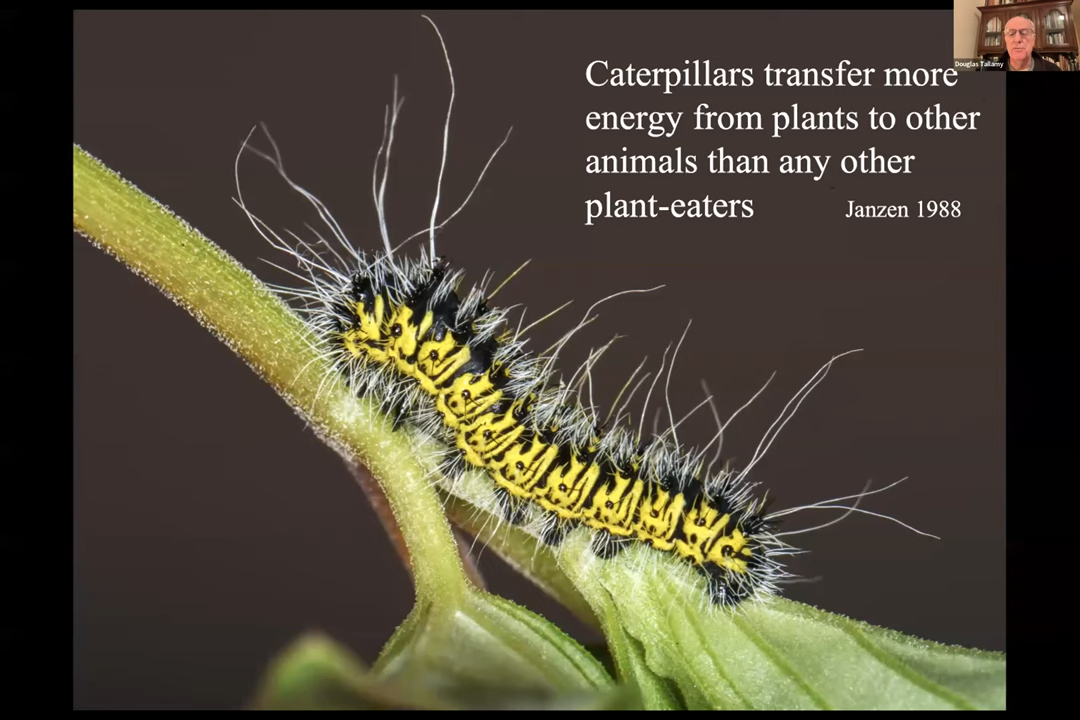 Caterpillars transfer more
energy from plants to other
animals than any other
plant-eaters Janzen 1988
Douglas Tallamy